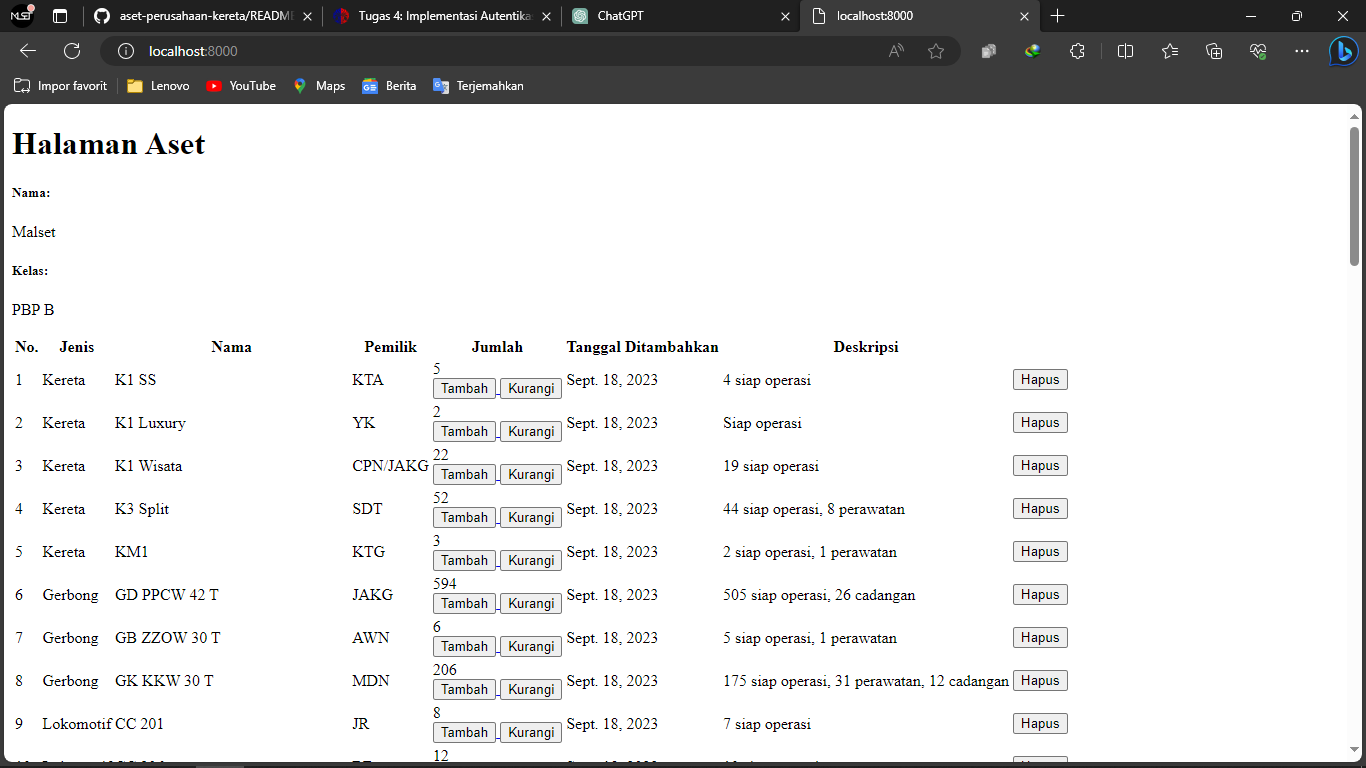 aset-perusahaan-kereta/README
Tugas 4: Implementasi Autentika
ChatGPT
localhost:8000
localhost:8000
Impor favorit
Lenovo
YouTube
Maps
Berita
Terjemahkan
Halaman Aset
Nama:
Malset
Kelas:
PBP B
No. Jenis Nama Pemilik Jumlah Tanggal Ditambahkan Deskripsi
1 Kereta K1 SS KTA 5 Tambah Kurangi Sept. 18, 2023 4 siap operasi Hapus
2 Kereta K1 Luxury YK 2 Tambah Kurangi Sept. 18, 2023 Siap operasi Hapus
3 Kereta K1 Wisata CPN/JAKG 22 Tambah Kurangi Sept. 18, 2023 19 siap operasi Hapus
4 Kereta K3 Split SDT 52 Tambah Kurangi Sept. 18, 2023 44 siap operasi, 8 perawatan Hapus
5 Kereta KM1 KTG 3 Tambah Kurangi Sept. 18, 2023 2 siap operasi, 1 perawatan Hapus
6 Gerbong GD PPCW 42 T JAKG 594 Tambah Kurangi Sept. 18, 2023 505 siap operasi, 26 cadangan Hapus
7 Gerbong GB ZZOW 30 T AWN 6 Tambah Kurangi Sept. 18, 2023 5 siap operasi, 1 perawatan Hapus
8 Gerbong GK KKW 30 T MDN 206 Tambah Kurangi Sept. 18, 2023 175 siap operasi, 31 perawatan, 12 cadangan Hapus
9 Lokomotif CC 201 JR 8 Tambah Kurangi Sept. 18, 2023 7 siap operasi Hapus
12